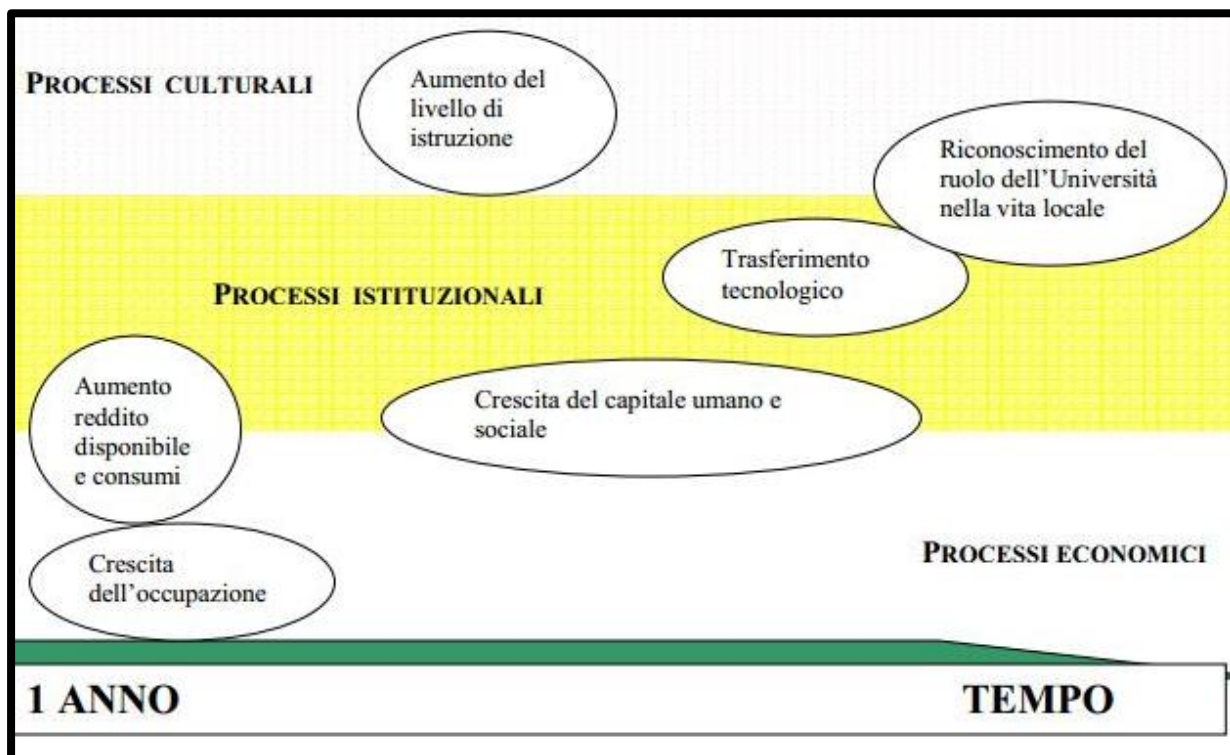 PROCESSI CULTURALI
Aumento del
livello di
istruzione
Riconoscimento del
ruolo dell'Università
nella vita locale
Trasferimento
tecnologico
PROCESSI ISTITUZIONALI
Aumento
reddito
disponibile
e consumi
Crescita del capitale umano e
sociale
PROCESSI ECONOMICI
Crescita
dell'occupazione
1 ANNO
TEMPO